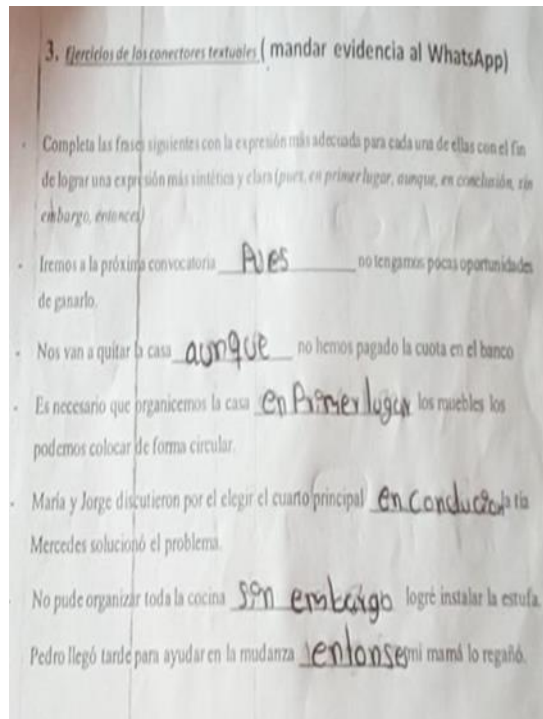 3. Ejercicios de los conectores textuales ( mandar evidencia al WhatsApp)
Completa las frases siguientes con la expresión más adecuada para cada una de ellas con el fin
de lograr una expresión más sintética y clara (pues, en primer lugar, aunque, en conclusión, sin
embargo, entonces)
Iremos a la próxima convocatoria Pues no tengamos pocas oportunidades
de ganarlo.
Nos van a quitar la casa aunque no hemos pagado la cuota en el banco
Es necesario que organicemos la casa en Primer lugar los muebles los
podemos colocar de forma circular.
María y Jorge discutieron por el elegir el cuarto principal en la tía
Mercedes solucionó el problema.
No pude organizar toda la cocina sin embargo logré instalar la estufa.
Pedro llegó tarde para ayudar en la mudanza entonses mi mamá lo regañó.